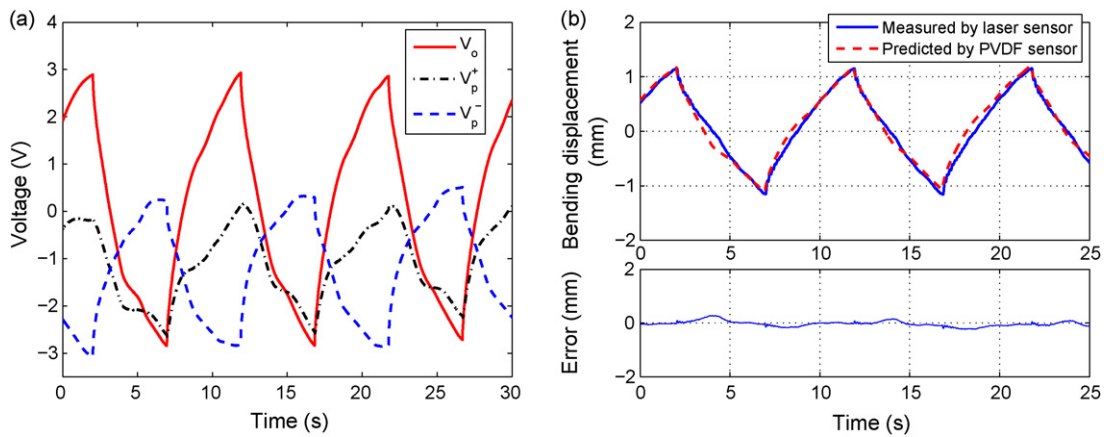 (a)
4
3
2
1
0
−1
−2
−3
Voltage (V)
0 5 10 15 20 25 30
Time (s)
V_o
V_p^+
V_p^-
(b)
2
1
0
−1
−2
Bending displacement
(mm)
0 5 10 15 20 25
Measured by laser sensor
Predicted by PVDF sensor
2
0
−2
Error (mm)
0 5 10 15 20 25
Time (s)